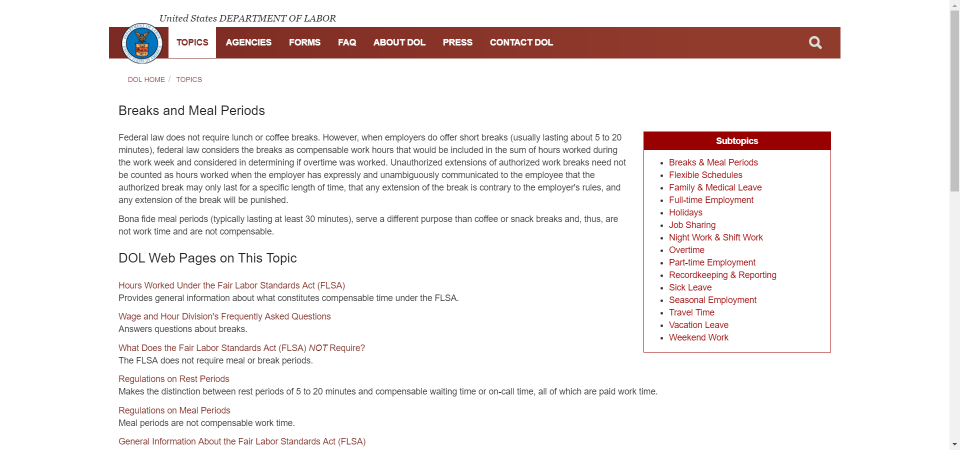 United States DEPARTMENT OF LABOR
TOPICS AGENCIES FORMS FAQ ABOUT DOL PRESS CONTACT DOL
DOL HOME / TOPICS
Breaks and Meal Periods
Federal law does not require lunch or coffee breaks. However, when employers do offer short breaks (usually lasting about 5 to 20
minutes), federal law considers the breaks as compensable work hours that would be included in the sum of hours worked during
the work week and considered in determining if overtime was worked. Unauthorized extensions of authorized work breaks need not
be counted as hours worked when the employer has expressly and unambiguously communicated to the employee that the
authorized break may only last for a specific length of time, that any extension of the break is contrary to the employer's rules, and
any extension of the break will be punished.
Bona fide meal periods (typically lasting at least 30 minutes), serve a different purpose than coffee or snack breaks and, thus, are
not work time and are not compensable.
DOL Web Pages on This Topic
Hours Worked Under the Fair Labor Standards Act (FLSA)
Provides general information about what constitutes compensable time under the FLSA.
Wage and Hour Division's Frequently Asked Questions
Answers questions about breaks.
What Does the Fair Labor Standards Act (FLSA) NOT Require?
The FLSA does not require meal or break periods.
Regulations on Rest Periods
Makes the distinction between rest periods of 5 to 20 minutes and compensable waiting time or on-call time, all of which are paid work time.
Regulations on Meal Periods
Meal periods are not compensable work time.
General Information About the Fair Labor Standards Act (FLSA)
Subtopics
Breaks & Meal Periods
Flexible Schedules
Family & Medical Leave
Full-time Employment
Holidays
Job Sharing
Night Work & Shift Work
Overtime
Part-time Employment
Recordkeeping & Reporting
Sick Leave
Seasonal Employment
Travel Time
Vacation Leave
Weekend Work